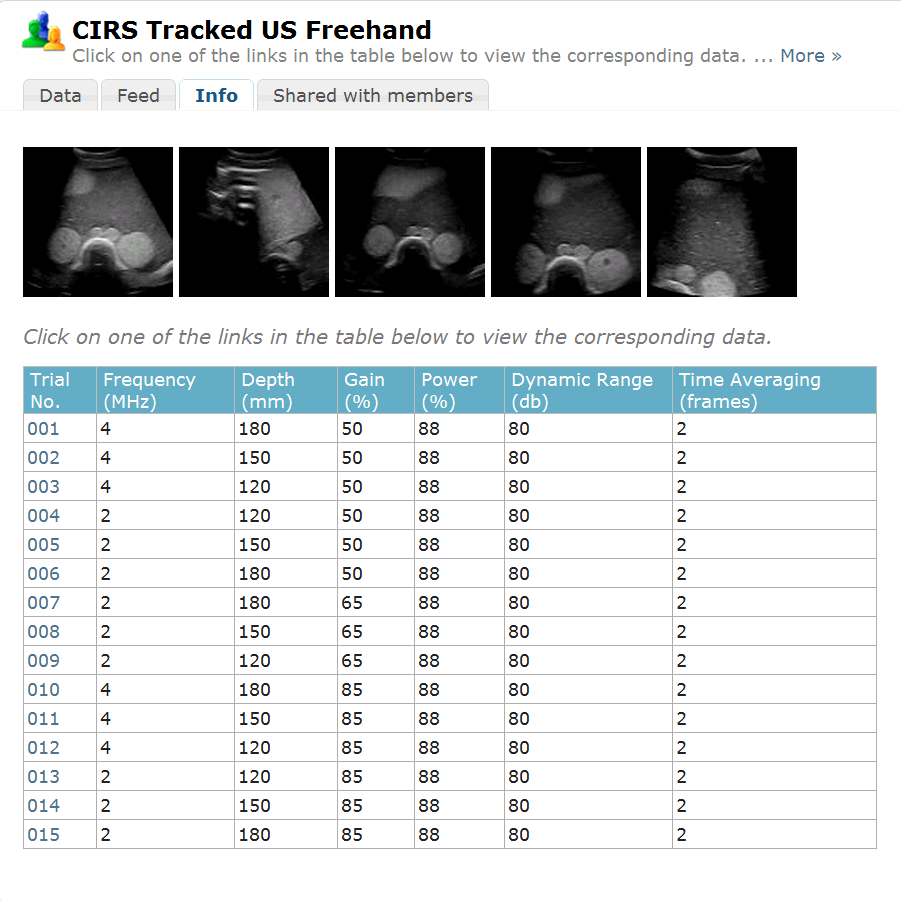 CIRS Tracked US Freehand
Click on one of the links in the table below to view the corresponding data. ... More »
Data Feed Info Shared with members
Click on one of the links in the table below to view the corresponding data.
Trial No. Frequency (MHz) Depth (mm) Gain (%) Power (%) Dynamic Range (db) Time Averaging (frames)
001 4 180 50 88 80 2
002 4 150 50 88 80 2
003 4 120 50 88 80 2
004 2 120 50 88 80 2
005 2 150 50 88 80 2
006 2 180 50 88 80 2
007 2 180 65 88 80 2
008 2 150 65 88 80 2
009 2 120 65 88 80 2
010 4 180 85 88 80 2
011 4 150 85 88 80 2
012 4 120 85 88 80 2
013 2 120 85 88 80 2
014 2 150 85 88 80 2
015 2 180 85 88 80 2